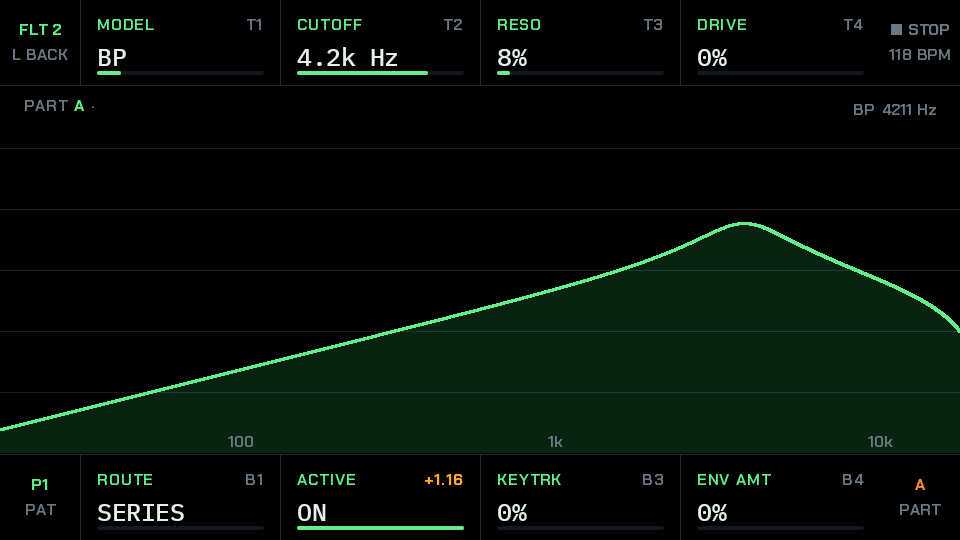 FLT 2
L BACK
MODEL T1
BP
CUTOFF T2
4.2k Hz
RESO T3
8%
DRIVE T4
0%
STOP
118 BPM
PART A ·
BP 4211 Hz
100 1k 10k
P1
PAT
ROUTE B1
SERIES
ACTIVE +1.16
ON
KEYTRK B3
0%
ENV AMT B4
0%
A
PART